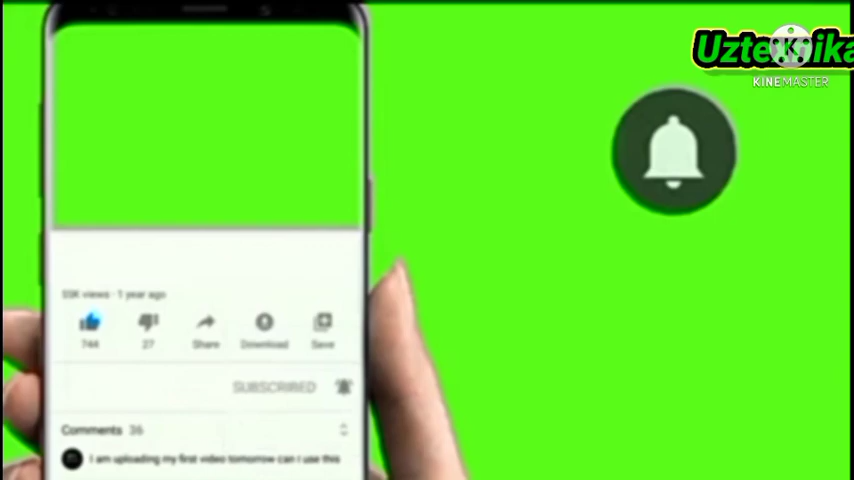 Uztexnika
KINEMASTER
55K views · 1 year ago
744
27
Share
Download
Save
SUBSCRIBED
Comments 36
I am uploading my first video tomorrow can I use this